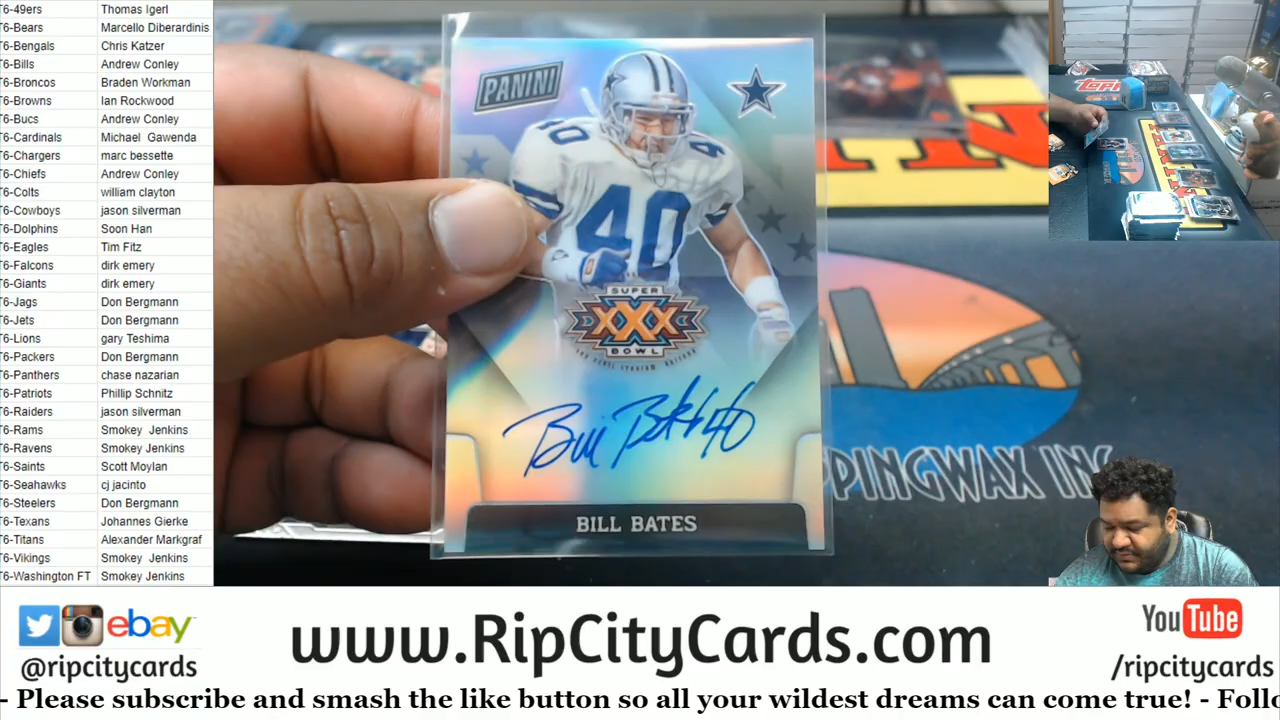 T6-49ers Thomas Igerl
T6-Bears Marcello Diberardinis
T6-Bengals Chris Katzer
T6-Bills Andrew Conley
T6-Broncos Braden Workman
T6-Browns Ian Rockwood
T6-Bucs Andrew Conley
T6-Cardinals Michael Gawenda
T6-Chargers marc bessette
T6-Chiefs Andrew Conley
T6-Colts william clayton
T6-Cowboys jason silverman
T6-Dolphins Soon Han
T6-Eagles Tim Fitz
T6-Falcons dirk emery
T6-Giants dirk emery
T6-Jags Don Bergmann
T6-Jets Don Bergmann
T6-Lions gary Teshima
T6-Packers Don Bergmann
T6-Panthers chase nazarian
T6-Patriots Phillip Schnitz
T6-Raiders jason silverman
T6-Rams Smokey Jenkins
T6-Ravens Smokey Jenkins
T6-Saints Scott Moylan
T6-Seahawks cj jacinto
T6-Steelers Don Bergmann
T6-Texans Johannes Gierke
T6-Titans Alexander Markgraf
T6-Vikings Smokey Jenkins
T6-Washington FT Smokey Jenkins
PANINI
40 40
40
SUPER
XXX
BOWL
Bill Bates 40
BILL BATES
Topps
PPINGWAX INC
ebay
@ripcitycards
www.RipCityCards.com
YouTube
/ripcitycards
- Please subscribe and smash the like button so all your wildest dreams can come true! - Follo